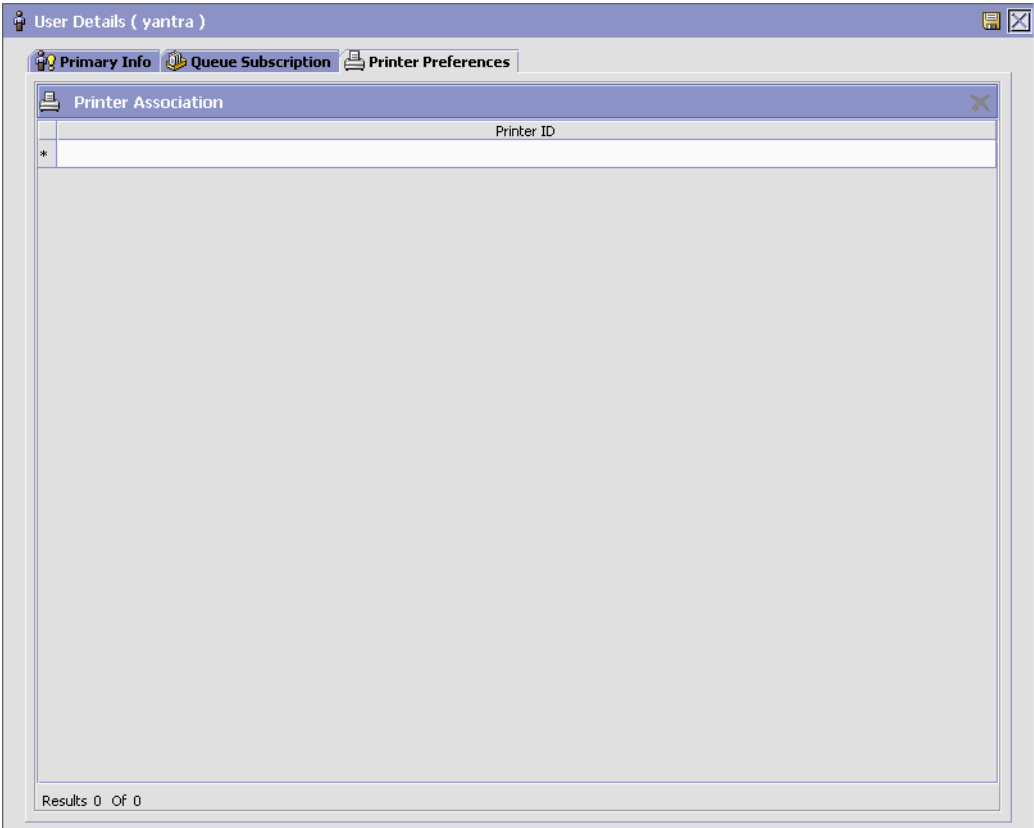 User Details ( yantra )
Primary Info Queue Subscription Printer Preferences
Printer Association
Printer ID
*
Results 0 Of 0